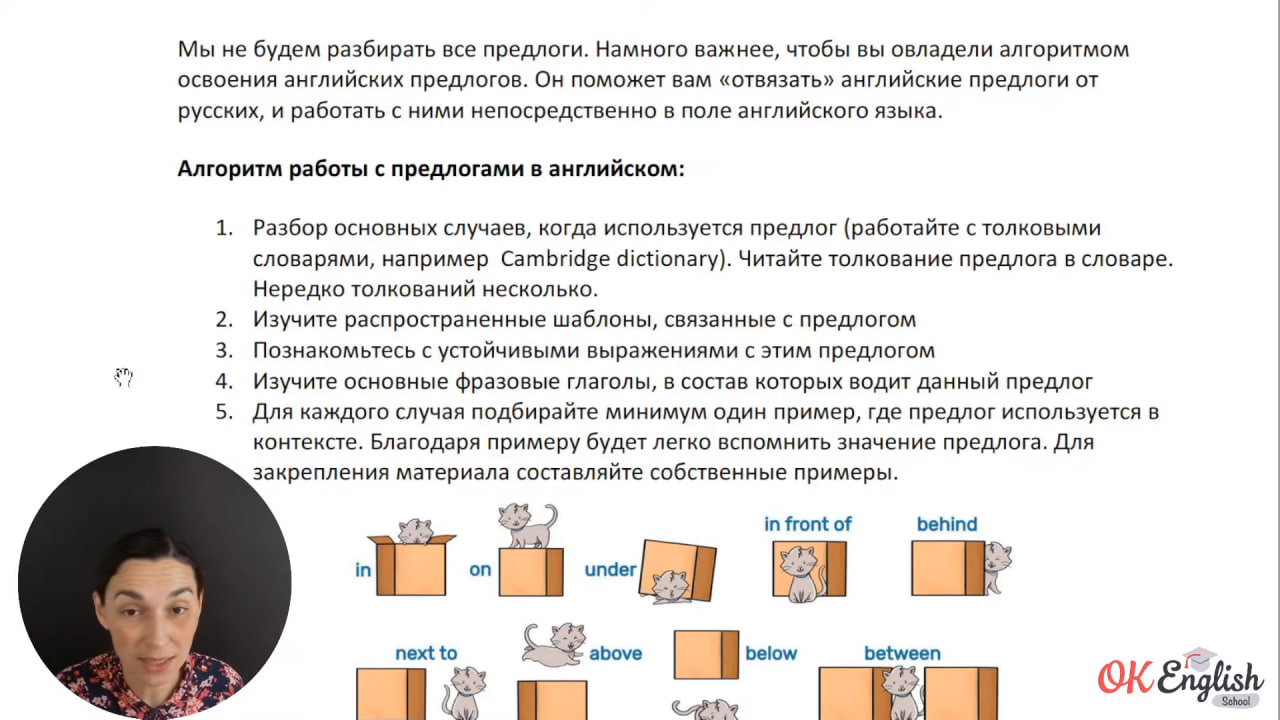 Мы не будем разбирать все предлоги. Намного важнее, чтобы вы овладели алгоритмом
освоения английских предлогов. Он поможет вам «отвязать» английские предлоги от
русских, и работать с ними непосредственно в поле английского языка.
Алгоритм работы с предлогами в английском:
1. Разбор основных случаев, когда используется предлог (работайте с толковыми
словарями, например  Cambridge dictionary). Читайте толкование предлога в словаре.
Нередко толкований несколько.
2. Изучите распространенные шаблоны, связанные с предлогом
3. Познакомьтесь с устойчивыми выражениями с этим предлогом
4. Изучите основные фразовые глаголы, в состав которых водит данный предлог
5. Для каждого случая подбирайте минимум один пример, где предлог используется в
контексте. Благодаря примеру будет легко вспомнить значение предлога. Для
закрепления материала составляйте собственные примеры.
in on under in front of behind
next to above below between
OK English
School